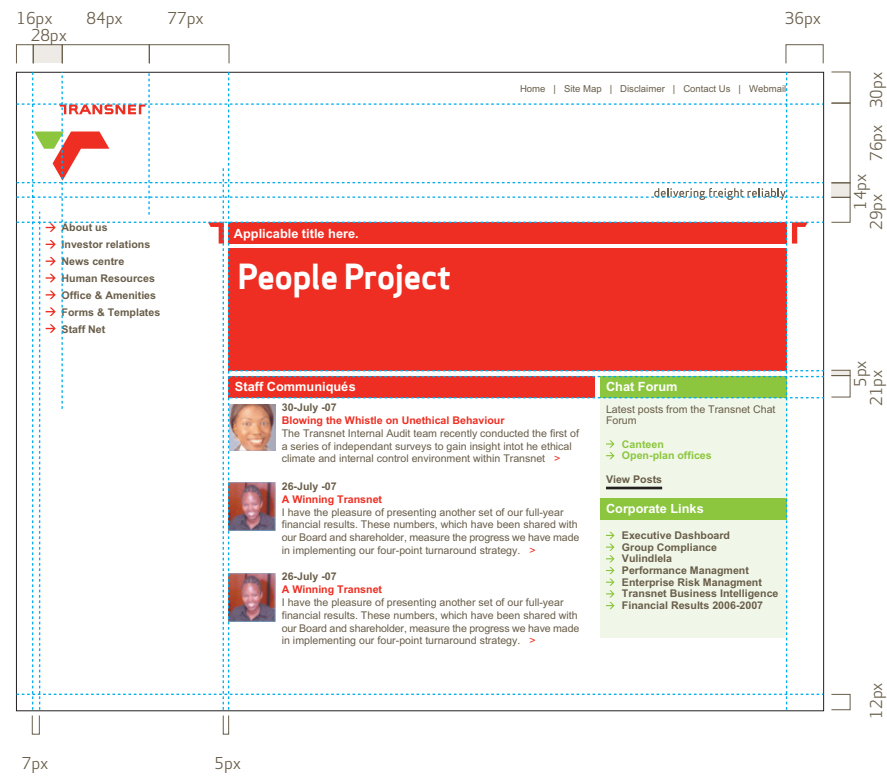 16px 84px 77px 36px
28px
30px
76px
14px
29px
5px
21px
12px
Home | Site Map | Disclaimer | Contact Us | Webmail
TRANSNET
delivering freight reliably
About us
Investor relations
News centre
Human Resources
Office & Amenities
Forms & Templates
Staff Net
Applicable title here.
People Project
Staff Communiqués
30-July -07
Blowing the Whistle on Unethical Behaviour
The Transnet Internal Audit team recently conducted the first of
a series of independant surveys to gain insight intot he ethical
climate and internal control environment within Transnet >
26-July -07
A Winning Transnet
I have the pleasure of presenting another set of our full-year
financial results. These numbers, which have been shared with
our Board and shareholder, measure the progress we have made
in implementing our four-point turnaround strategy. >
26-July -07
A Winning Transnet
I have the pleasure of presenting another set of our full-year
financial results. These numbers, which have been shared with
our Board and shareholder, measure the progress we have made
in implementing our four-point turnaround strategy. >
Chat Forum
Latest posts from the Transnet Chat
Forum
Canteen
Open-plan offices
View Posts
Corporate Links
Executive Dashboard
Group Compliance
Vulindlela
Performance Managment
Enterprise Risk Managment
Transnet Business Intelligence
Financial Results 2006-2007
7px 5px